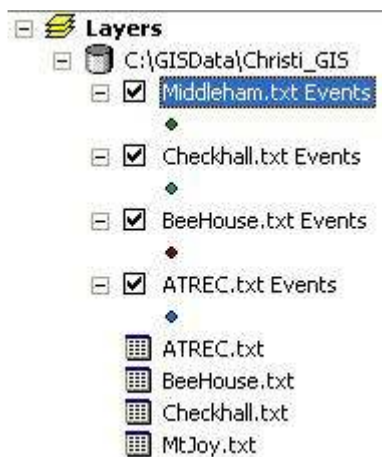 Layers
C:\GISData\Christi_GIS
Middleham.txt Events
Checkhall.txt Events
BeeHouse.txt Events
ATREC.txt Events
ATREC.txt
BeeHouse.txt
Checkhall.txt
MtJoy.txt